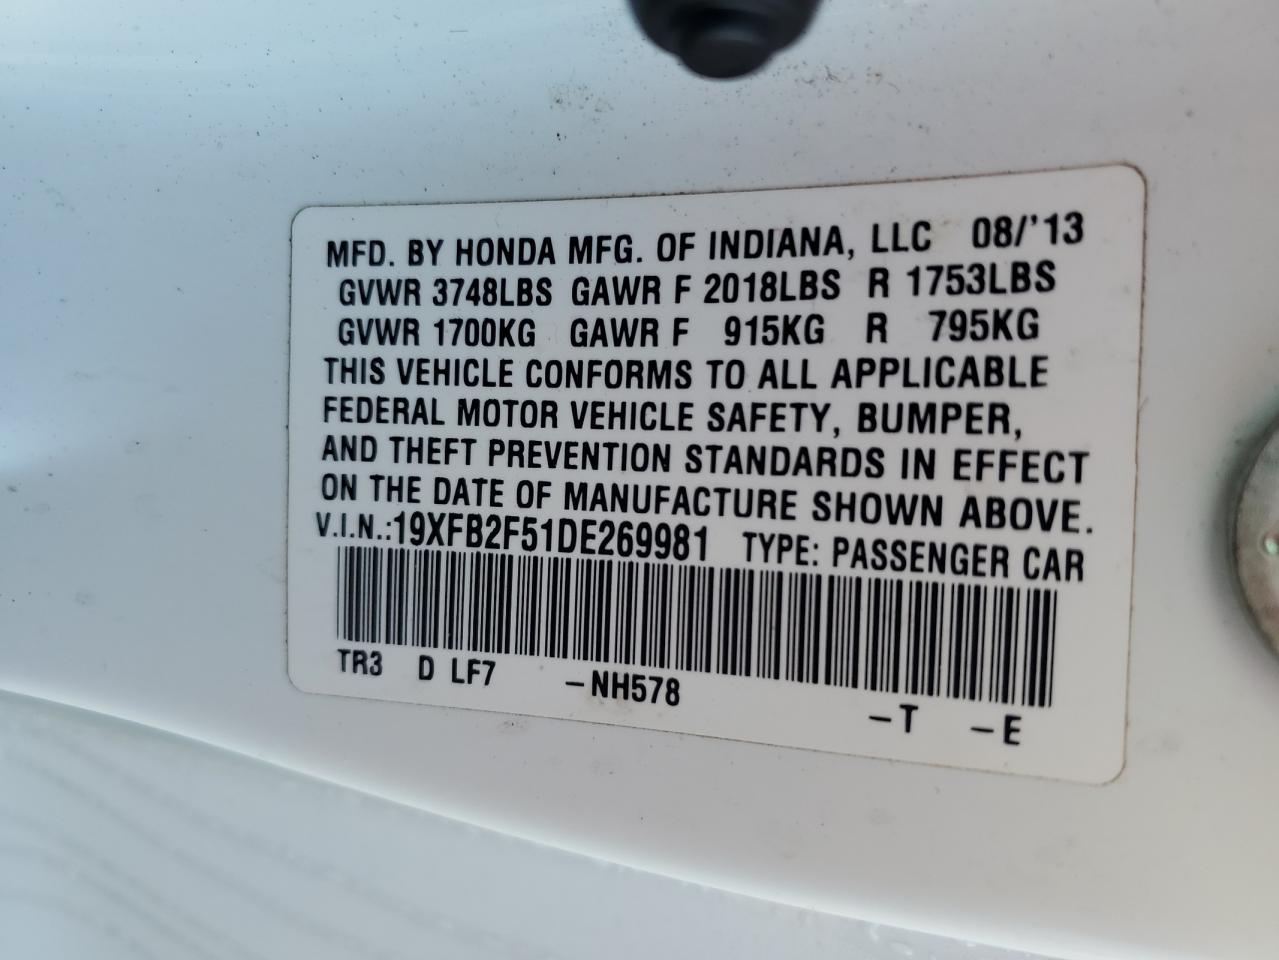 MFD. BY HONDA MFG. OF INDIANA, LLC 08/'13
GVWR 3748LBS GAWR F 2018LBS R 1753LBS
GVWR 1700KG GAWR F 915KG R 795KG
THIS VEHICLE CONFORMS TO ALL APPLICABLE
FEDERAL MOTOR VEHICLE SAFETY, BUMPER,
AND THEFT PREVENTION STANDARDS IN EFFECT
ON THE DATE OF MANUFACTURE SHOWN ABOVE.
V.I.N.:19XFB2F51DE269981 TYPE: PASSENGER CAR
TR3 D LF7 -NH578 -T -E